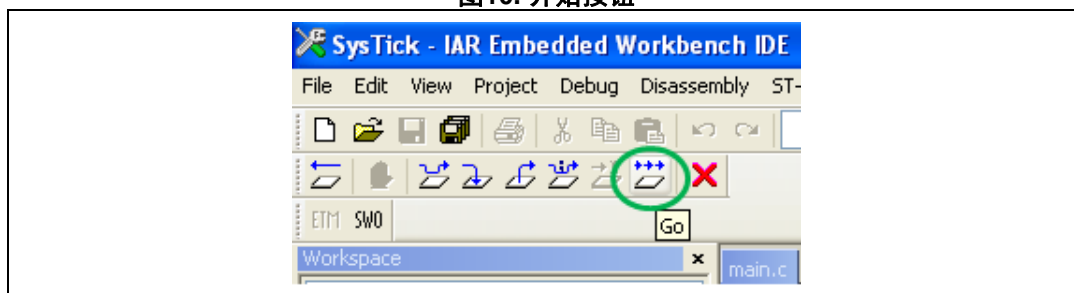 SysTick - IAR Embedded Workbench IDE
File Edit View Project Debug Disassembly ST-
ETM SWO
Go
Workspace
main.c